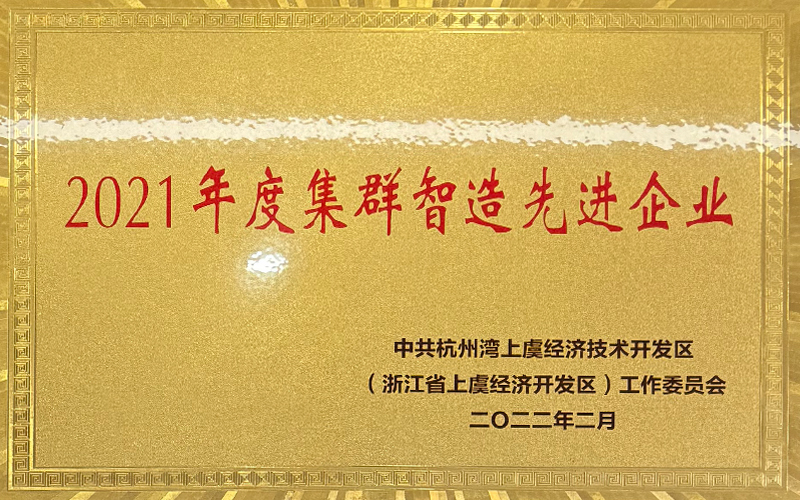 2021年度集群智造先进企业
中共杭州湾上虞经济技术开发区
（浙江省上虞经济开发区）工作委员会
二〇二二年二月